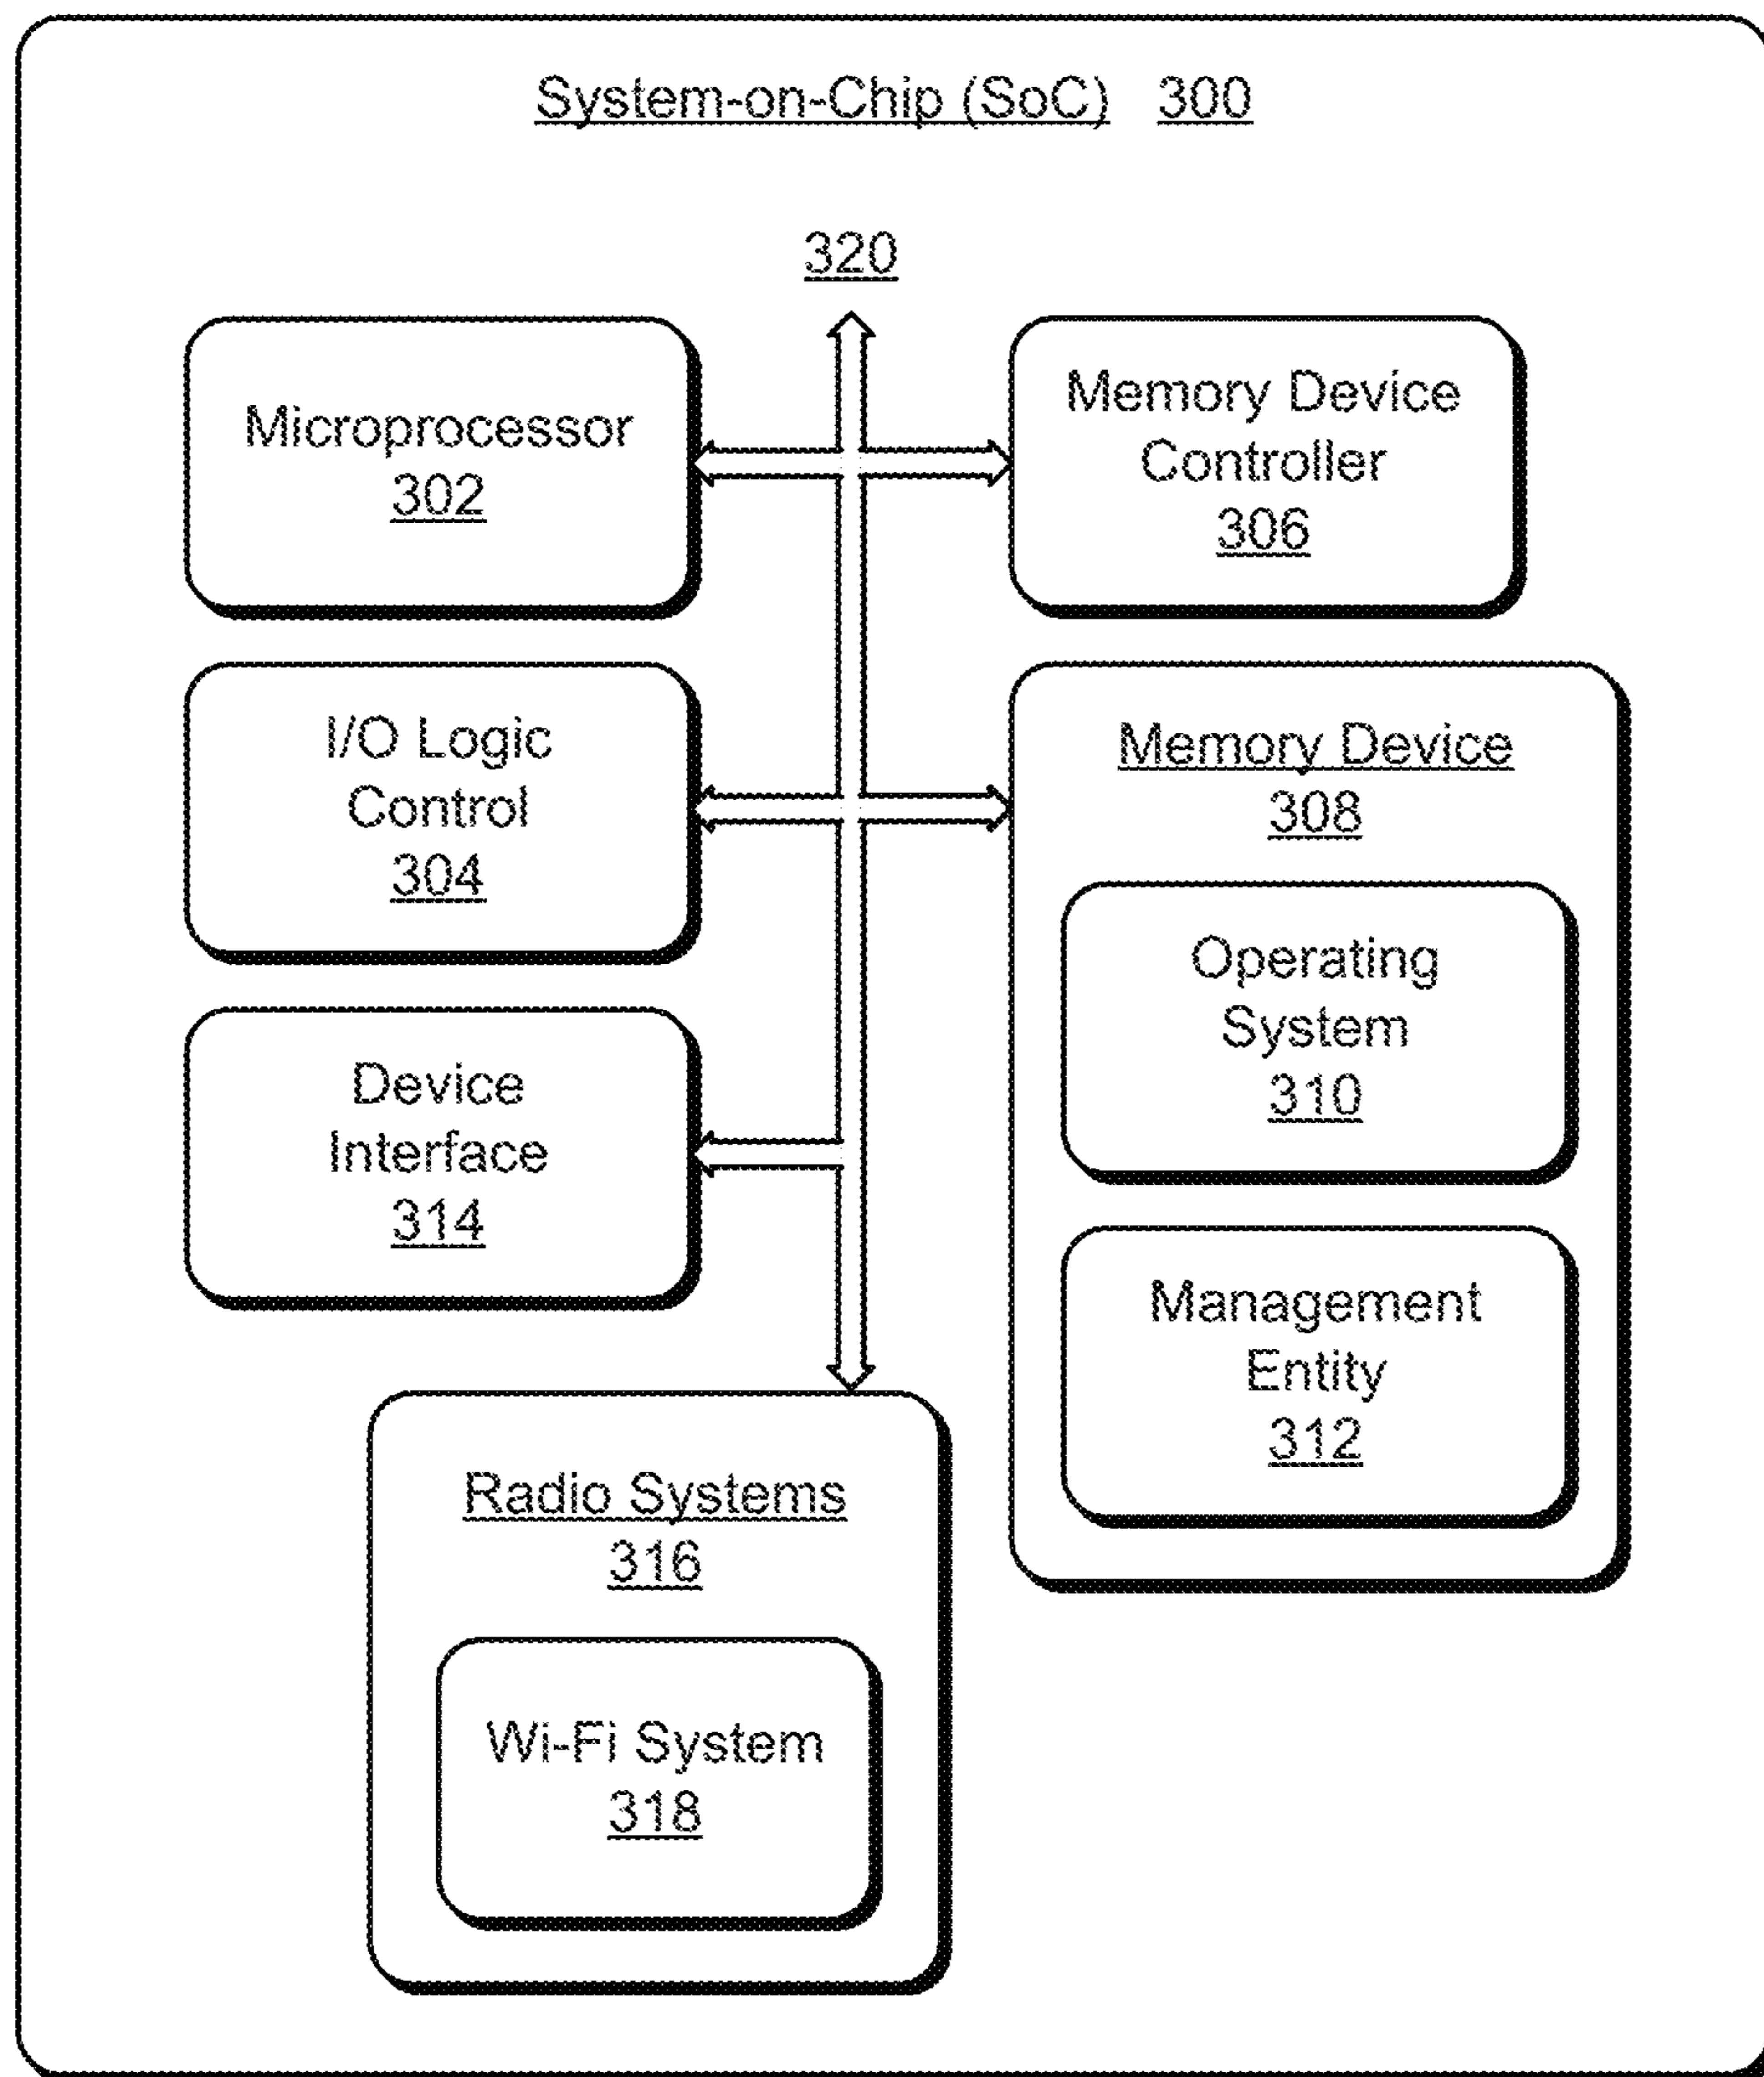 System-on-Chip (SoC) 300
320
Microprocessor
302
Memory Device
Controller
306
I/O Logic
Control
304
Memory Device
308
Operating
System
310
Device
Interface
314
Management
Entity
312
Radio Systems
316
Wi-Fi System
318